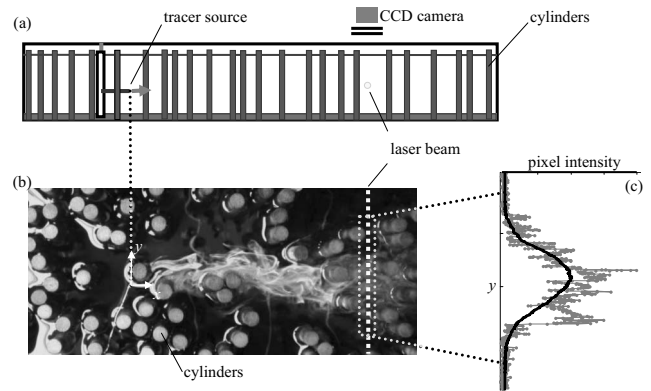 CCD camera
tracer source
cylinders
(a)
laser beam
pixel intensity
(b)
(c)
y
y
x
cylinders